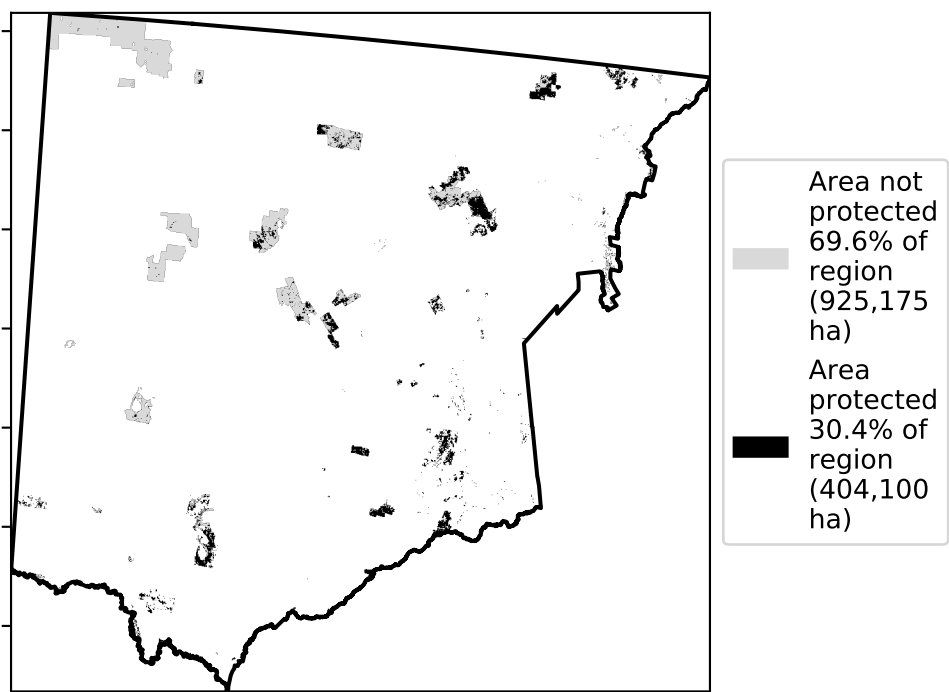 Area not
protected
69.6% of
region
(925,175
ha)
Area
protected
30.4% of
region
(404,100
ha)